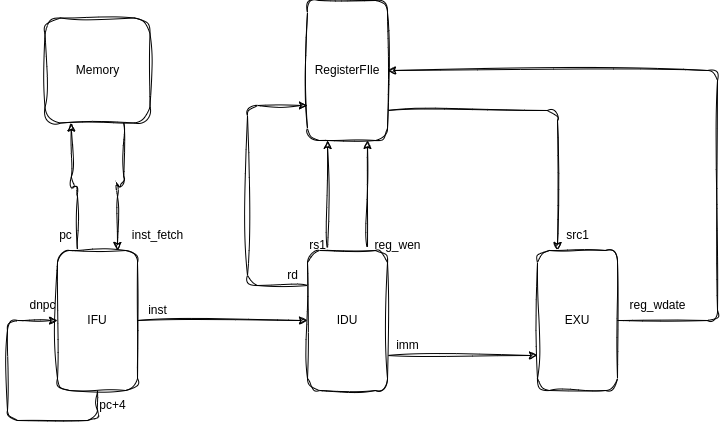 Memory
RegisterFIle
pc
inst_fetch
rs1
reg_wen
src1
rd
dnpc
IFU
inst
IDU
EXU
reg_wdate
imm
pc+4